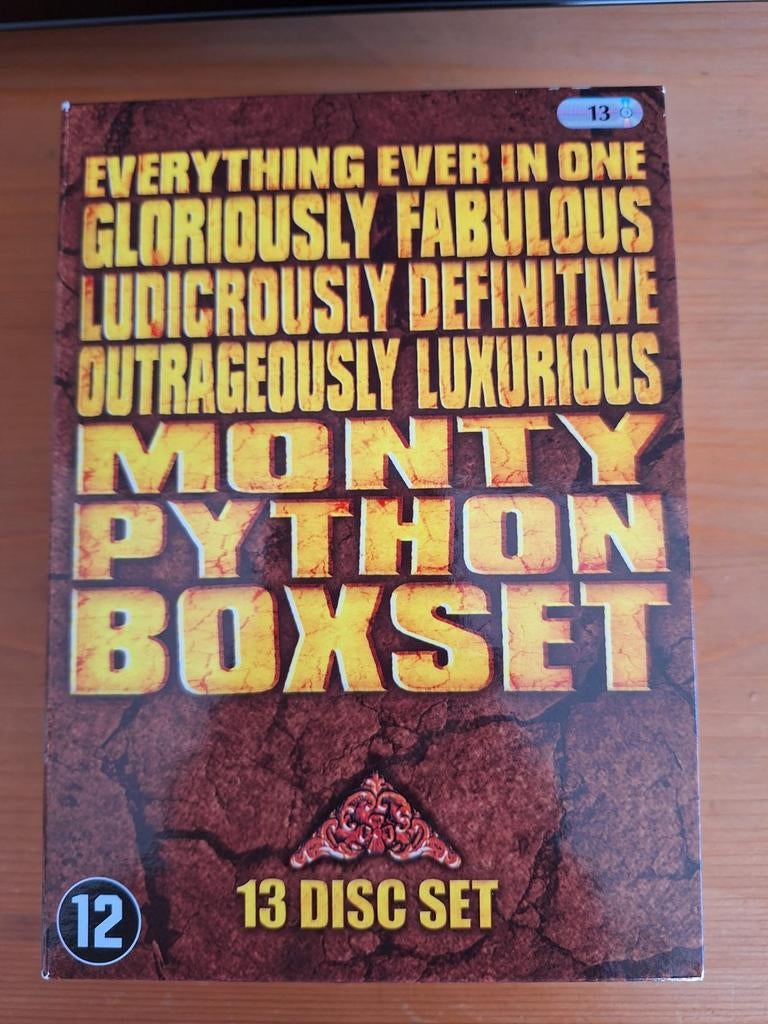 13
EVERYTHING EVER IN ONE
GLORIOUSLY FABULOUS
LUDICROUSLY DEFINITIVE
OUTRAGEOUSLY LUXURIOUS
MONTY
PYTHON
BOXSET
13 DISC SET
12